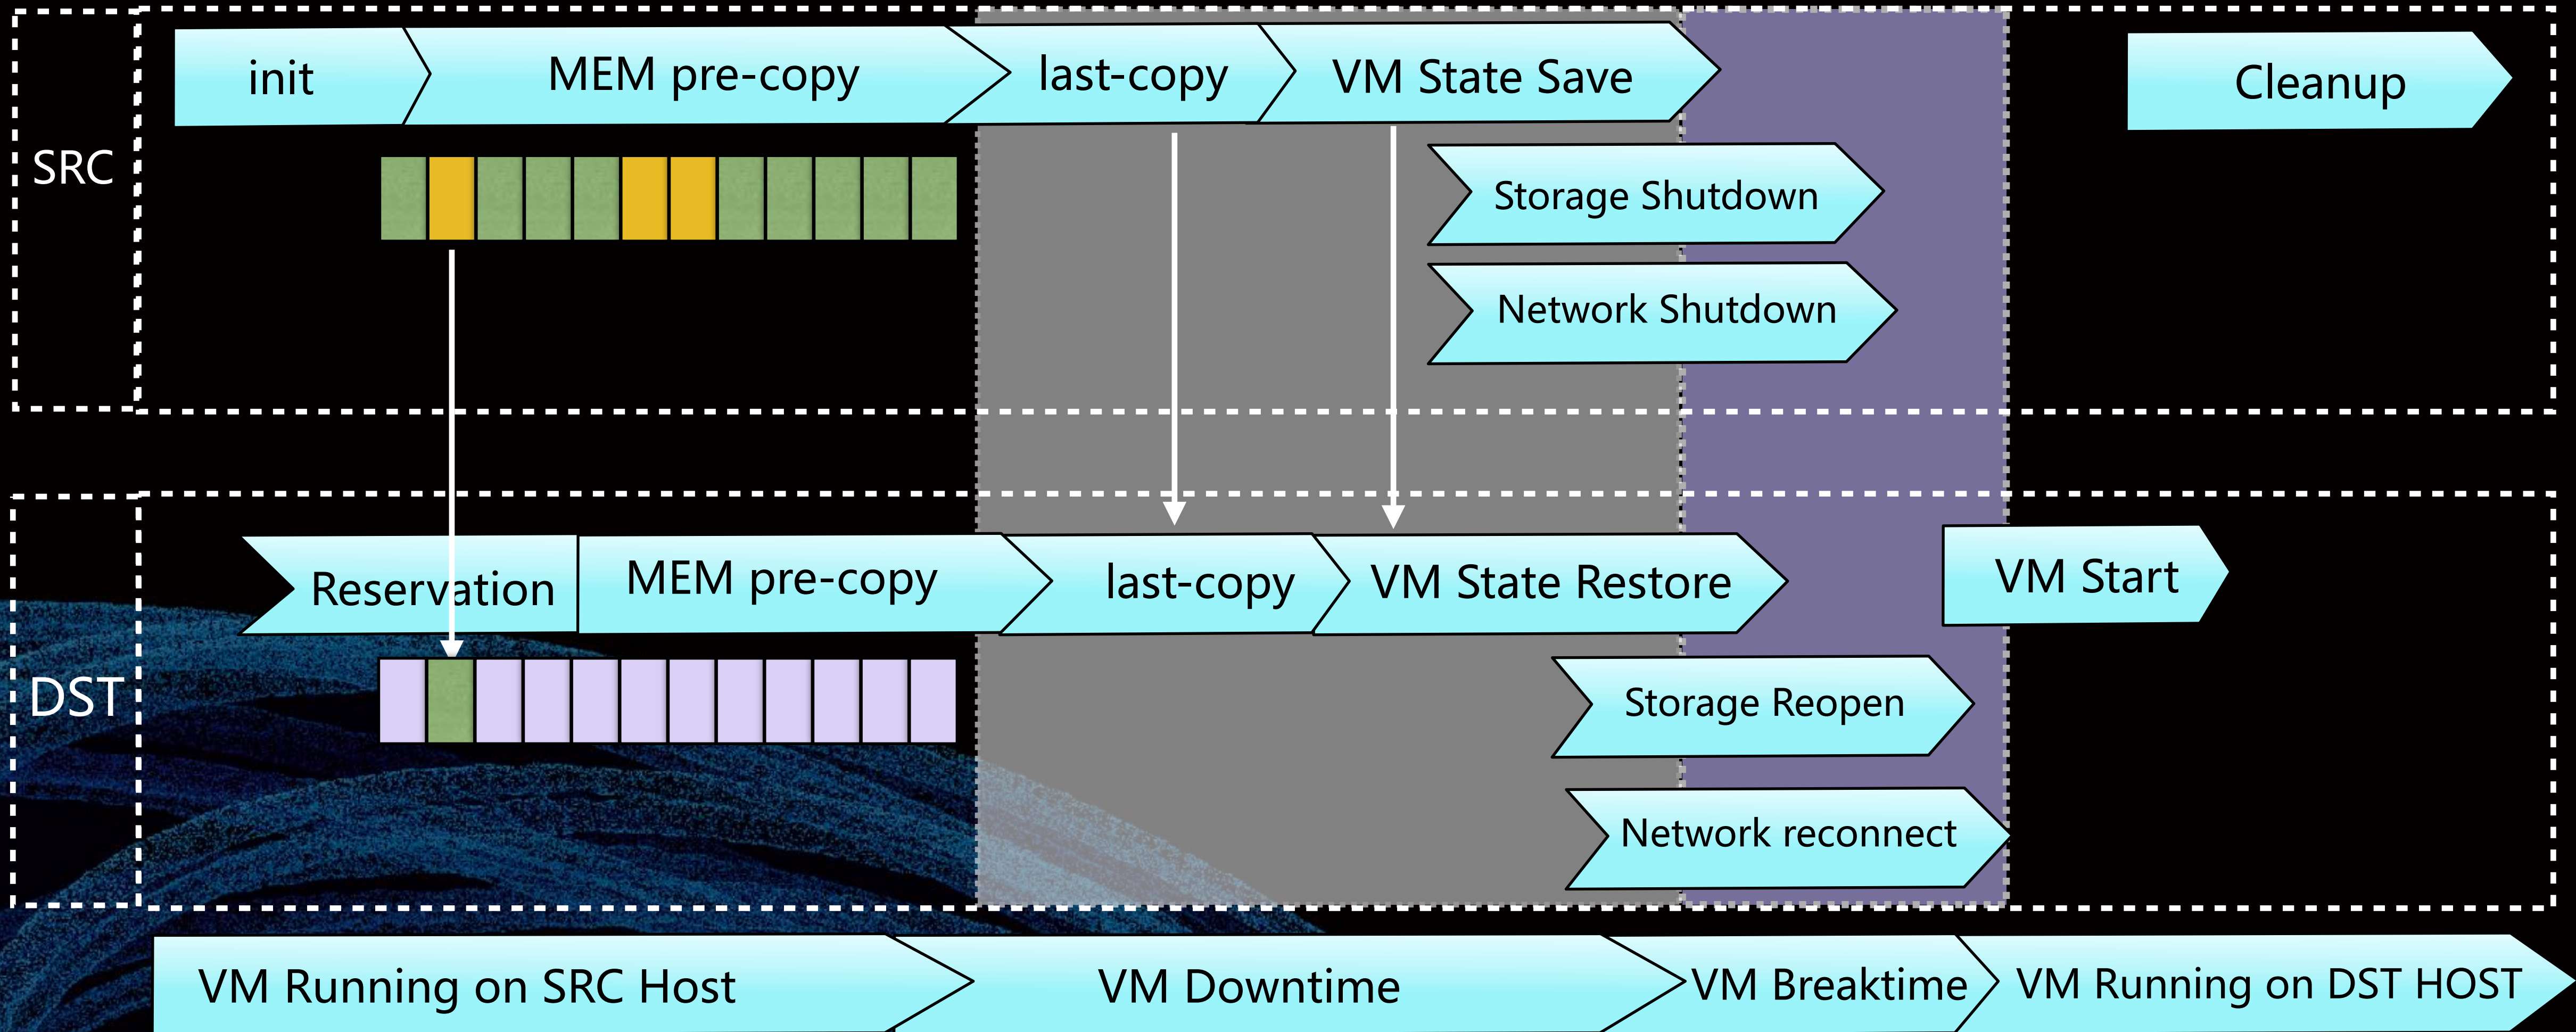 init
MEM pre-copy
last-copy
VM State Save
Cleanup
SRC
Storage Shutdown
Network Shutdown
Reservation
MEM pre-copy
last-copy
VM State Restore
VM Start
DST
Storage Reopen
Network reconnect
VM Running on SRC Host
VM Downtime
VM Breaktime
VM Running on DST HOST